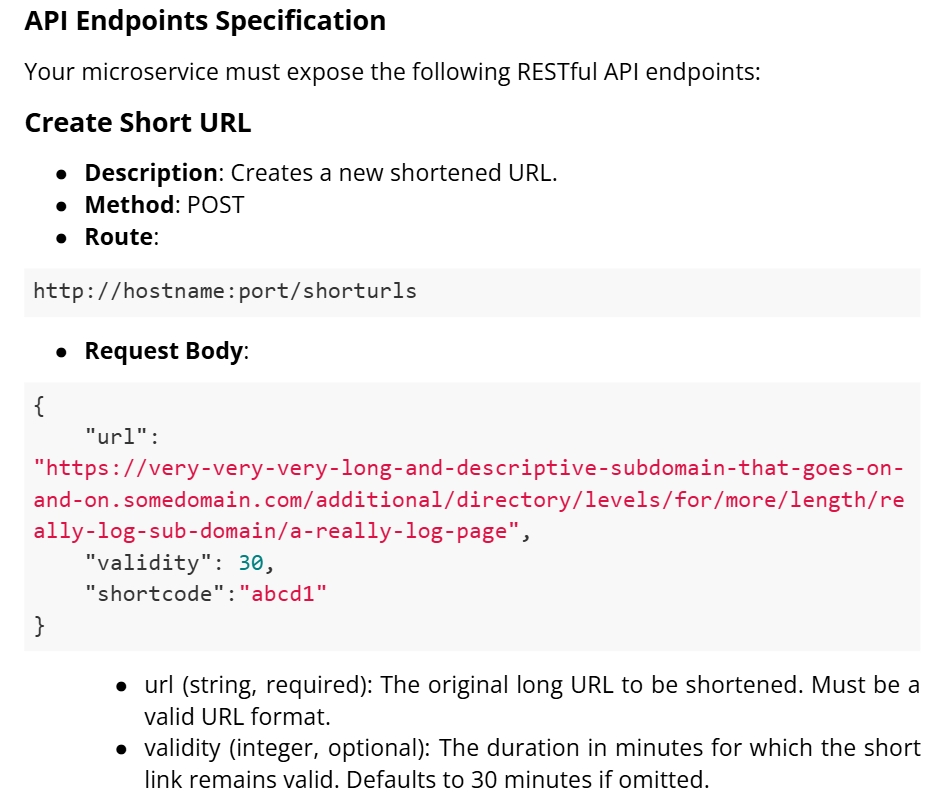 API Endpoints Specification
Your microservice must expose the following RESTful API endpoints:
Create Short URL
● Description: Creates a new shortened URL.
● Method: POST
● Route:
http://hostname:port/shorturls
● Request Body:
{
    "url":
"https://very-very-very-long-and-descriptive-subdomain-that-goes-on-
and-on.somedomain.com/additional/directory/levels/for/more/length/re
ally-log-sub-domain/a-really-log-page",
    "validity": 30,
    "shortcode":"abcd1"
}
● url (string, required): The original long URL to be shortened. Must be a
valid URL format.
● validity (integer, optional): The duration in minutes for which the short
link remains valid. Defaults to 30 minutes if omitted.